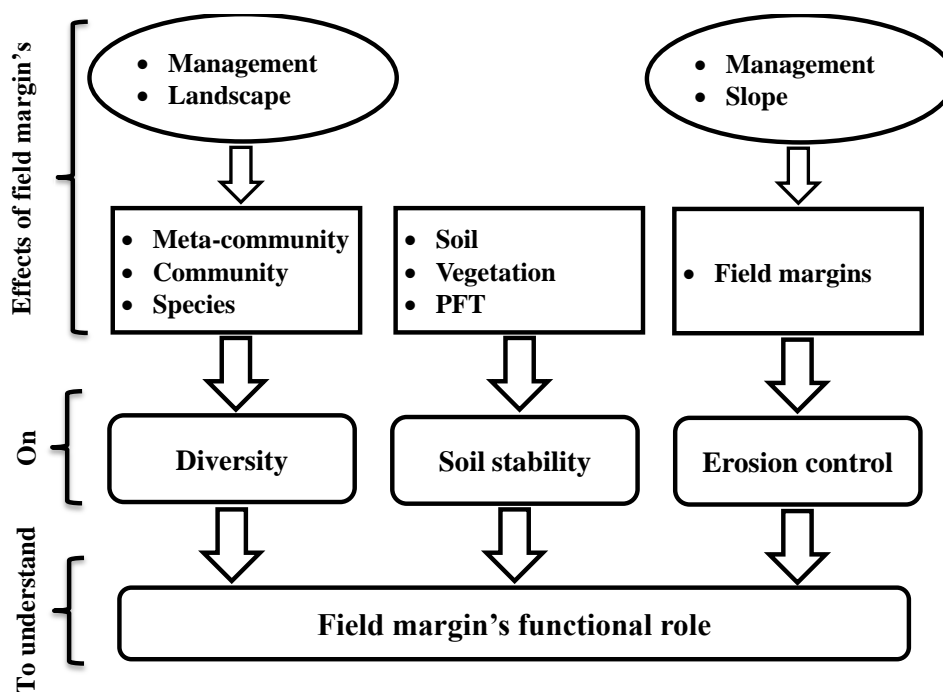 Effects of field margin's
• Management
• Landscape
• Management
• Slope
• Meta-community
• Community
• Species
• Soil
• Vegetation
• PFT
• Field margins
On
Diversity
Soil stability
Erosion control
To understand
Field margin's functional role